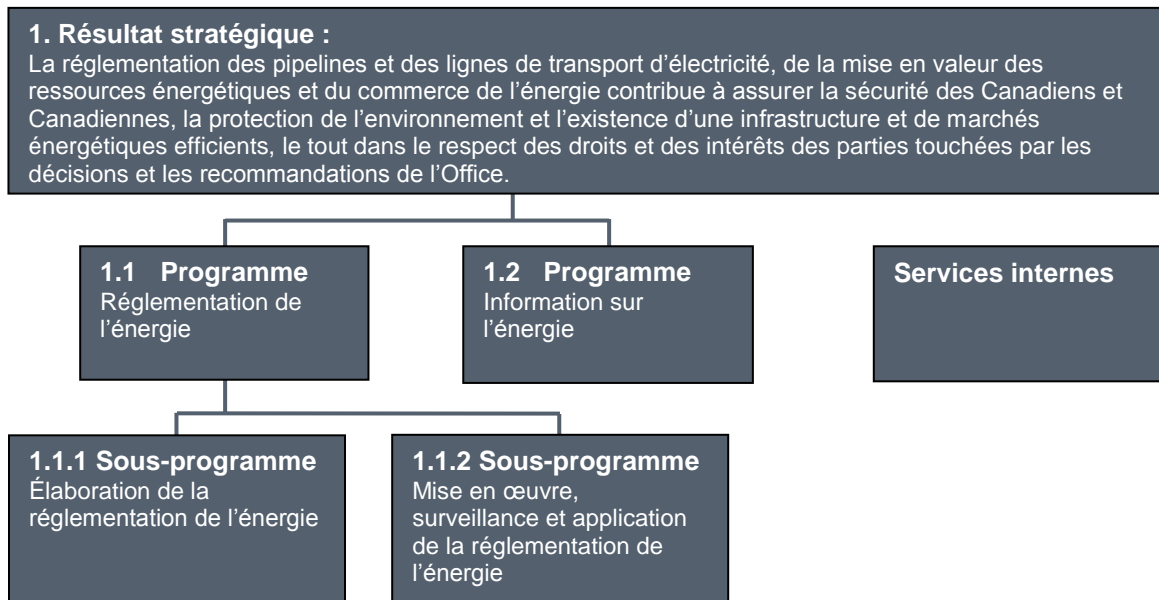 1. Résultat stratégique :
La réglementation des pipelines et des lignes de transport d’électricité, de la mise en valeur des
ressources énergétiques et du commerce de l’énergie contribue à assurer la sécurité des Canadiens et
Canadiennes, la protection de l’environnement et l’existence d’une infrastructure et de marchés
énergétiques efficients, le tout dans le respect des droits et des intérêts des parties touchées par les
décisions et les recommandations de l’Office.
1.1 Programme
Réglementation de
l’énergie
1.2 Programme
Information sur
l’énergie
Services internes
1.1.1 Sous-programme
Élaboration de la
réglementation de l’énergie
1.1.2 Sous-programme
Mise en œuvre,
surveillance et application
de la réglementation de
l’énergie